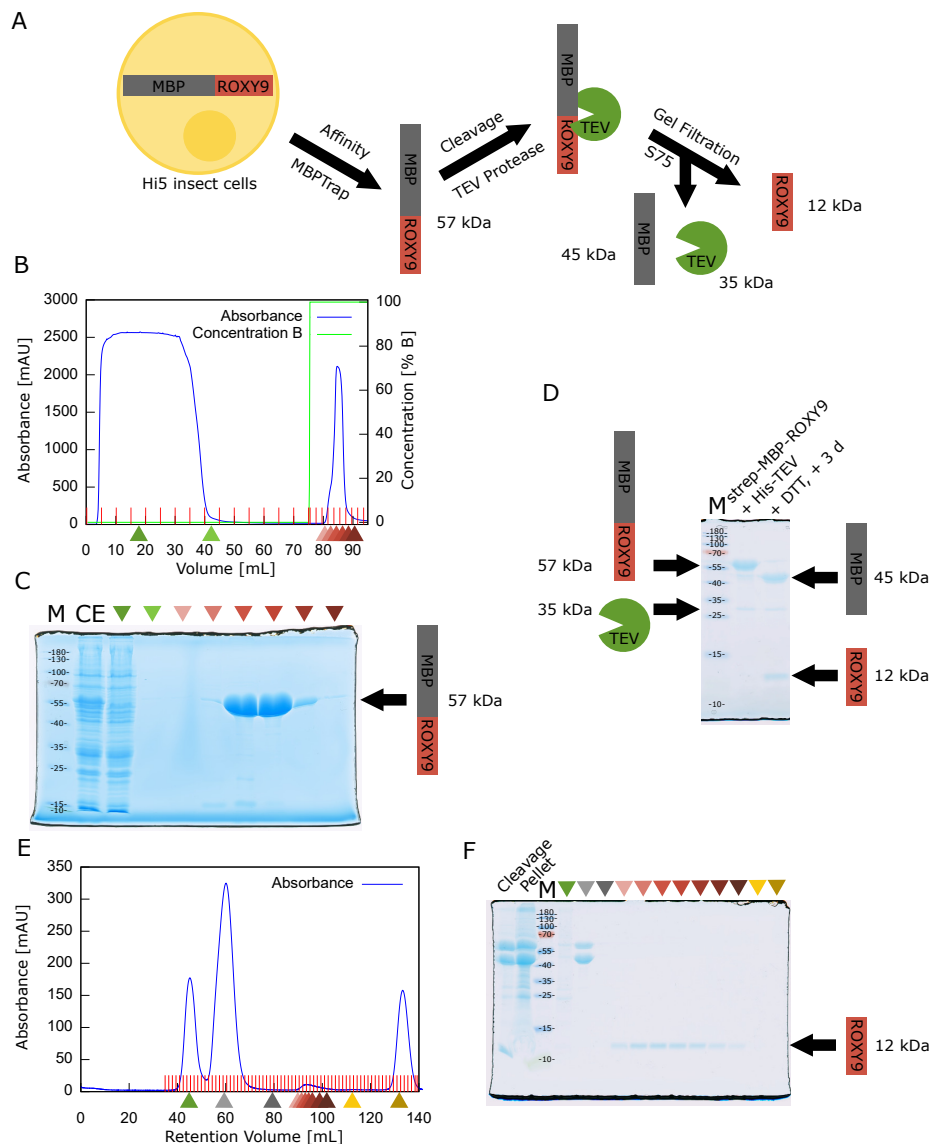 A
MBP
ROXY9
Hi5 insect cells
Affinity
MBPTrap
MBP
ROXY9
57 kDa
Cleavage
TEV Protease
MBP
ROXY9
TEV
Gel Filtration
S75
MBP
45 kDa
TEV
35 kDa
ROXY9
12 kDa
B
Absorbance [mAU]
3000
2500
2000
1500
1000
500
0
Absorbance
Concentration B
100
80
60
40
20
0
Concentration [% B]
0 10 20 30 40 50 60 70 80 90
Volume [mL]
C
M CE
-180-
-130-
-100-
-70-
-55-
-40-
-35-
-25-
-15-
-10-
57 kDa
MBP
ROXY9
D
MBP
ROXY9
57 kDa
35 kDa
TEV
M
strep-MBP-ROXY9
+ His-TEV
+ DTT, + 3 d
-180-
-130-
-100-
-70-
-55-
-40-
-35-
-25-
-15-
-10-
MBP
45 kDa
ROXY9
12 kDa
E
Absorbance [mAU]
350
300
250
200
150
100
50
0
Absorbance
0 20 40 60 80 100 120 140
Retention Volume [mL]
F
Cleavage
Pellet
M
-180-
-130-
-100-
-70-
-55-
-40-
-35-
-25-
-15-
-10-
ROXY9
12 kDa